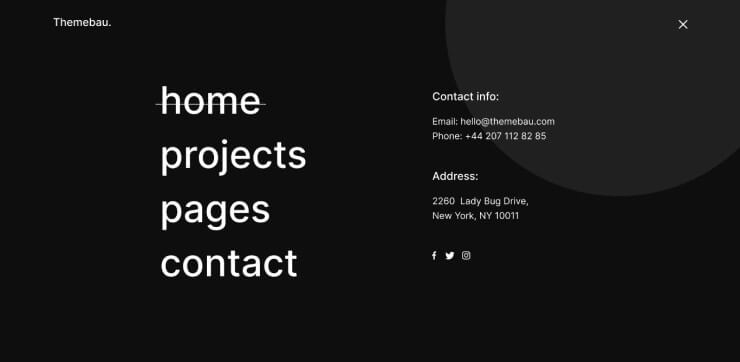 Themebau.
home
projects
pages
contact
Contact info:
Email: hello@themebau.com
Phone: +44 207 112 82 85
Address:
2260 Lady Bug Drive,
New York, NY 10011